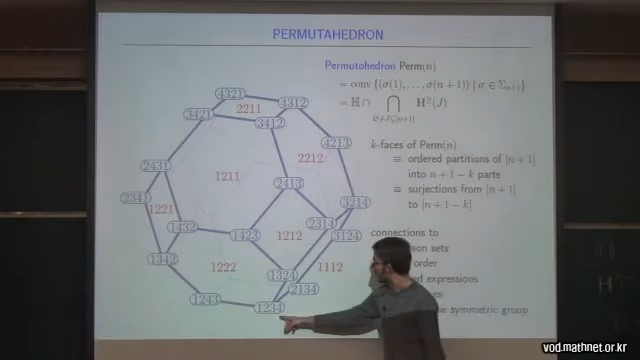 PERMUTAHEDRON
Permutohedron Perm(n)
= conv {(σ(1), . . . , σ(n + 1)) | σ ∈ Σₙ₊₁}
= ℍ ∩ ⋂ H≥(J)
∅≠J⊊[n+1]
k-faces of Perm(n)
≡ ordered partitions of [n + 1]
into n + 1 − k parts
≡ surjections from [n + 1]
to [n + 1 − k]
connections to
sets
order
expressions
the symmetric group
4321
4312
2211
3421
3412
4213
2212
2431
1211
2413
2341
1221
3214
2314
1432
1423
1212
3124
1342
1222
1324
1112
2134
1243
1234
vod.mathnet.or.kr